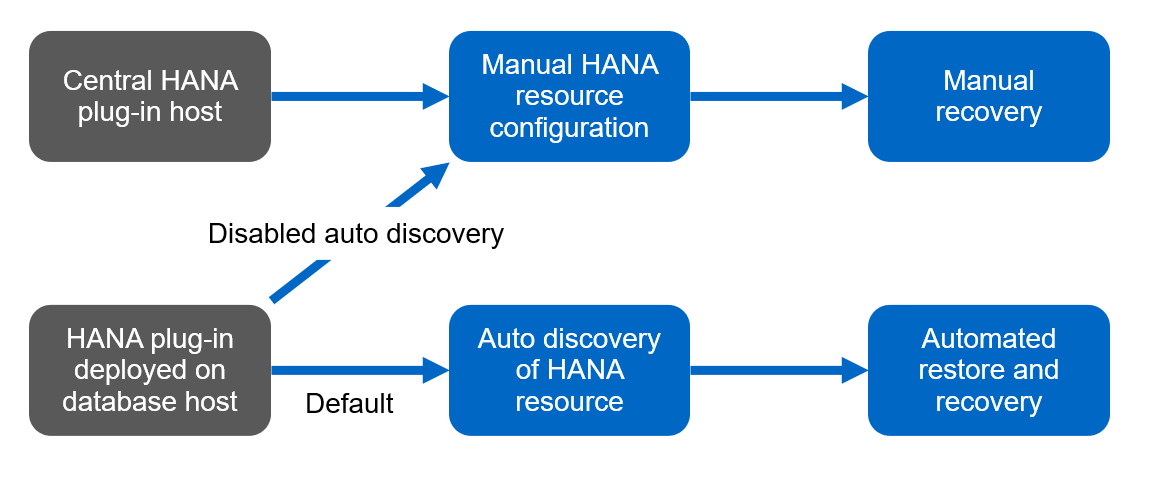 Central HANA
plug-in host
Manual HANA
resource
configuration
Manual
recovery
Disabled auto discovery
HANA plug-in
deployed on
database host
Default
Auto discovery
of HANA
resource
Automated
restore and
recovery